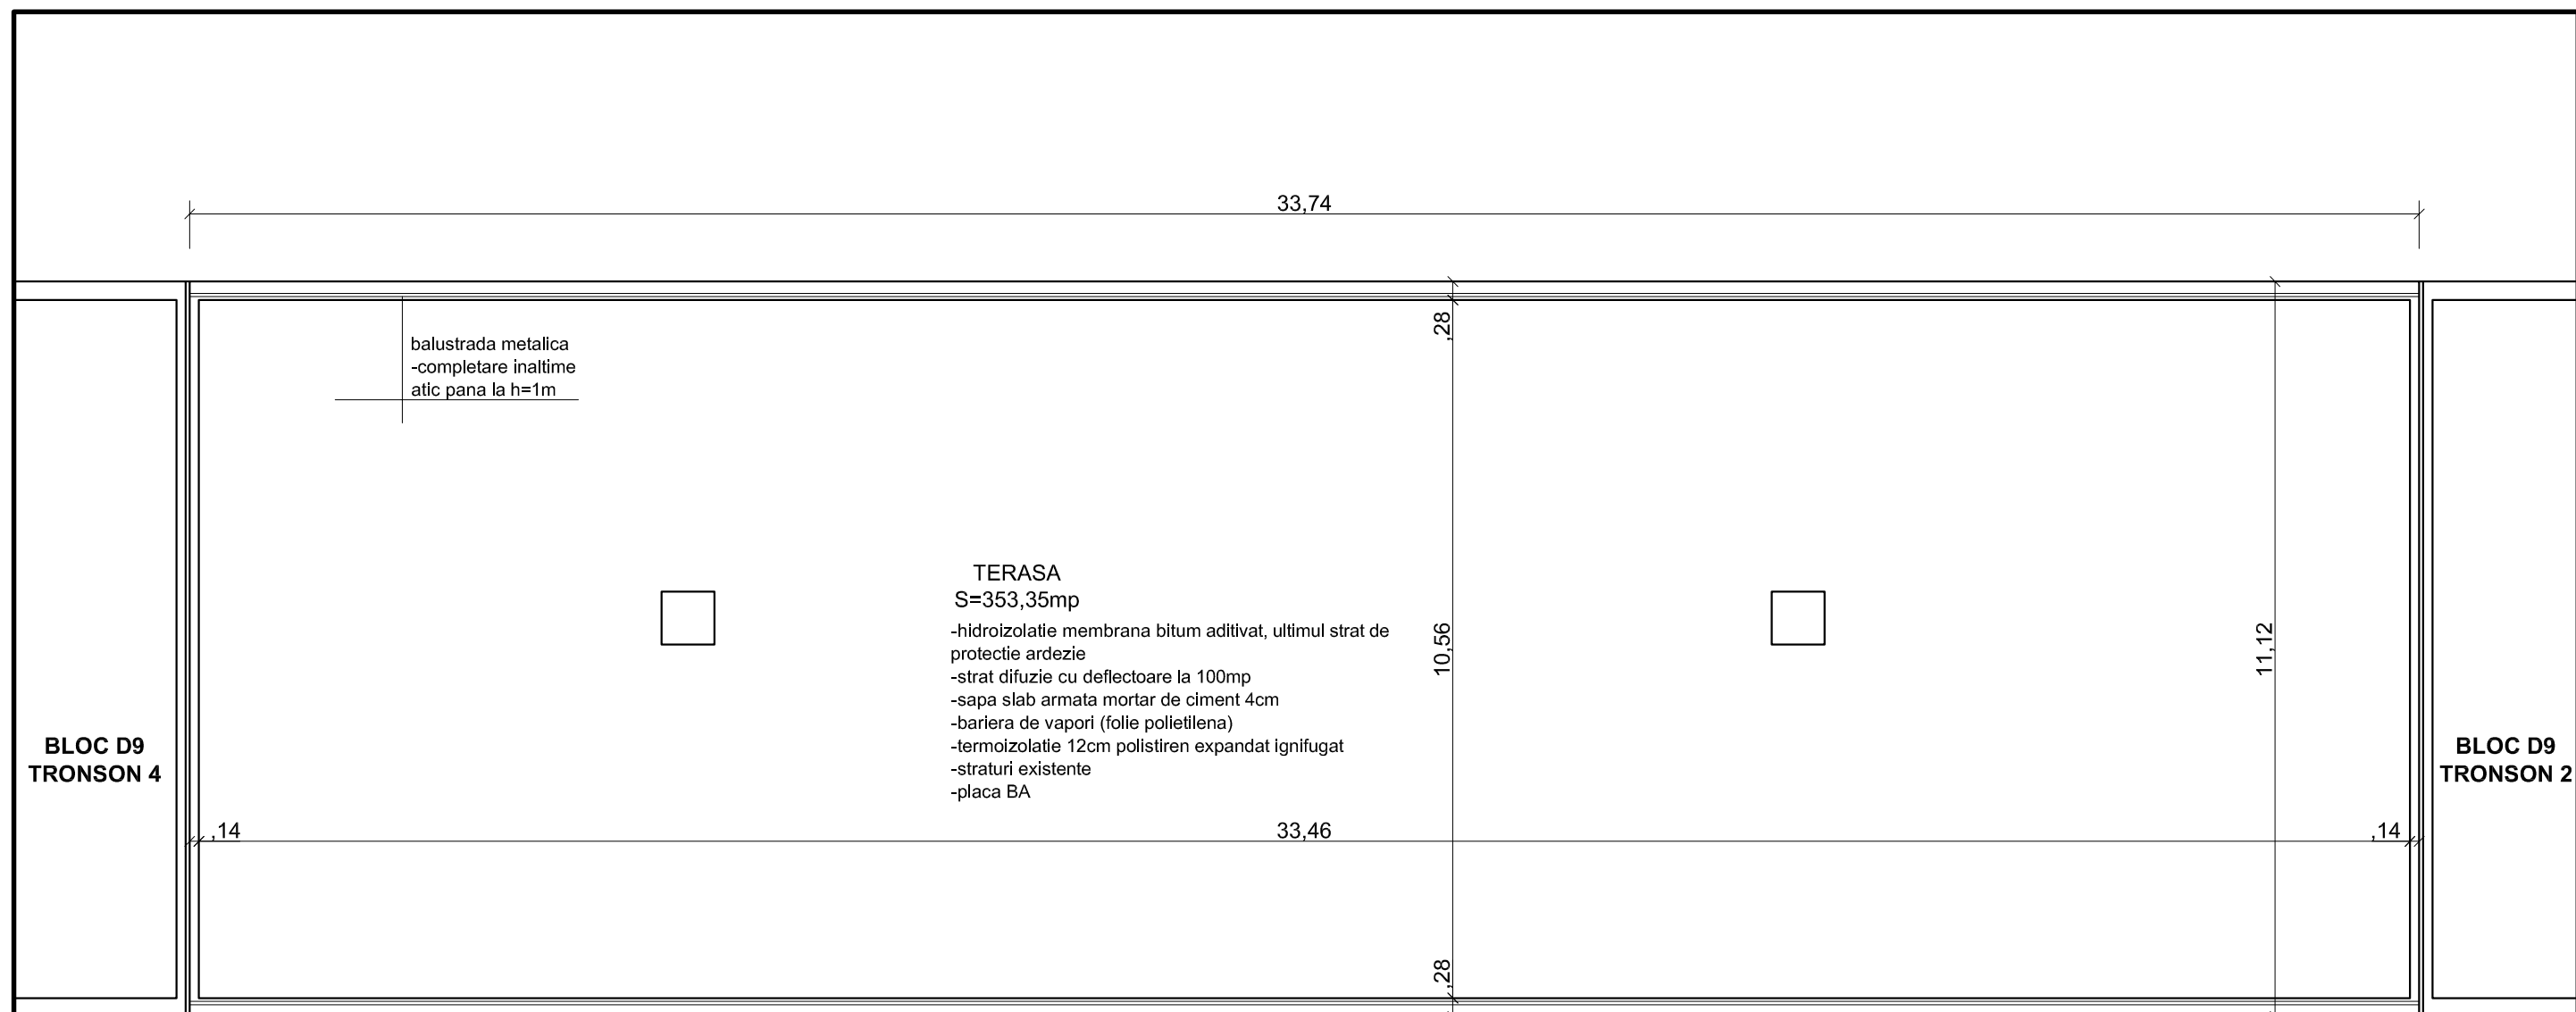 33,74
,28
balustrada metalica
-completare inaltime
atic pana la h=1m
TERASA
S=353,35mp
-hidroizolatie membrana bitum aditivat, ultimul strat de
protectie ardezie
-strat difuzie cu deflectoare la 100mp
-sapa slab armata mortar de ciment 4cm
-bariera de vapori (folie polietilena)
-termoizolatie 12cm polistiren expandat ignifugat
-straturi existente
-placa BA
10,56
11,12
BLOC D9
TRONSON 4
BLOC D9
TRONSON 2
,14
33,46
,14
,28